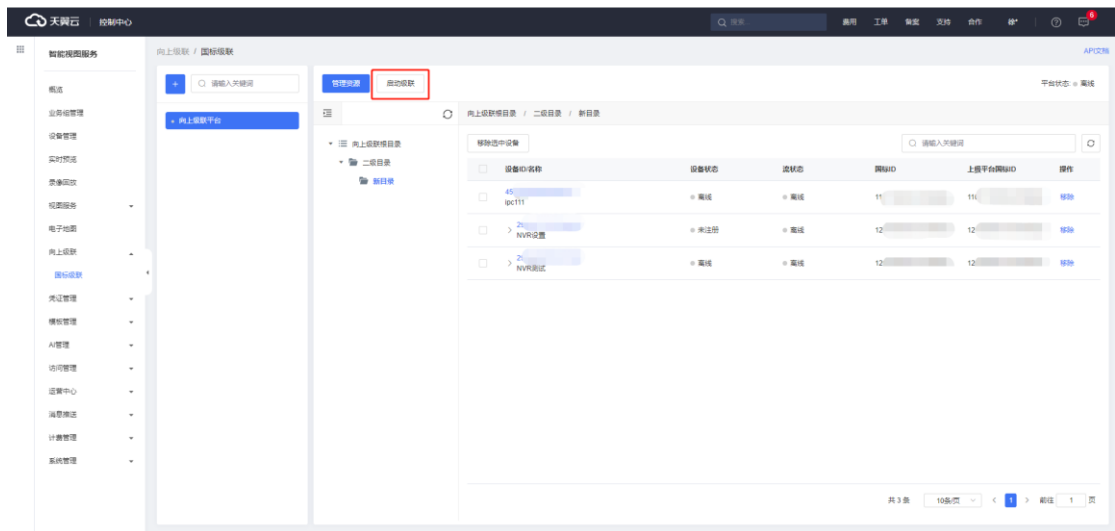 天翼云 控制中心 搜索... 费用 工单 备案 支持 合作 徐* 6
智能视图服务
向上级联 / 国标级联 API文档
概览
业务组管理
设备管理
实时预览
录像回放
视图服务
电子地图
向上级联
国标级联
凭证管理
模板管理
AI管理
访问管理
运营中心
消息推送
计费管理
系统管理
+ 请输入关键词
向上级联平台
管理资源 启动级联 平台状态: 离线
向上级联根目录 / 二级目录 / 新目录
向上级联根目录
二级目录
新目录
移除选中设备 请输入关键词
设备ID/名称 设备状态 流状态 国标ID 上级平台国标ID 操作
45
ipc111 离线 离线 11 110 移除
NVR设置 未注册 离线 12 12 移除
NVR测试 离线 离线 12 12 移除
共 3 条 10条/页 < 1 > 前往 1 页